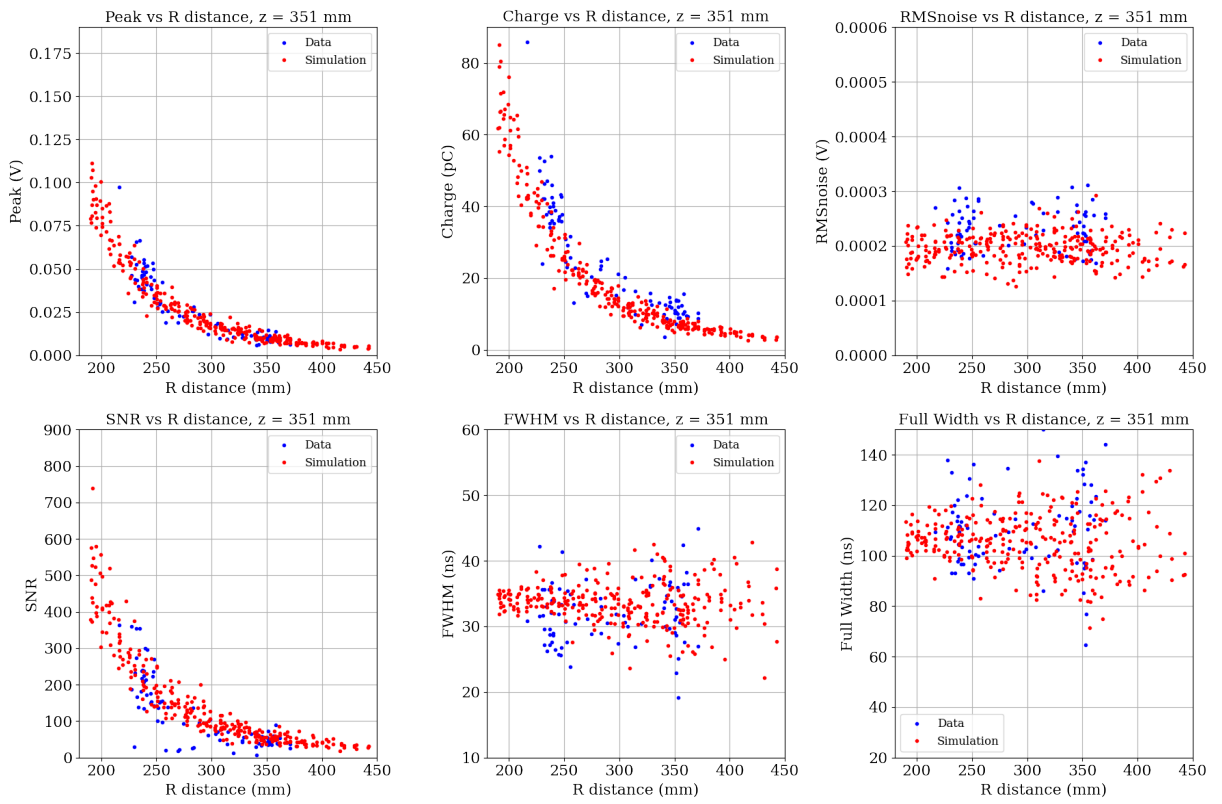 Peak vs R distance, z = 351 mm
Peak (V)
0.175
0.150
0.125
0.100
0.075
0.050
0.025
0.000
200 250 300 350 400 450
R distance (mm)
Data
Simulation
Charge vs R distance, z = 351 mm
Charge (pC)
80
60
40
20
0
200 250 300 350 400 450
R distance (mm)
Data
Simulation
RMSnoise vs R distance, z = 351 mm
RMSnoise (V)
0.0006
0.0005
0.0004
0.0003
0.0002
0.0001
0.0000
200 250 300 350 400 450
R distance (mm)
Data
Simulation
SNR vs R distance, z = 351 mm
SNR
900
800
700
600
500
400
300
200
100
0
200 250 300 350 400 450
R distance (mm)
Data
Simulation
FWHM vs R distance, z = 351 mm
FWHM (ns)
60
50
40
30
20
10
200 250 300 350 400 450
R distance (mm)
Data
Simulation
Full Width vs R distance, z = 351 mm
Full Width (ns)
140
120
100
80
60
40
20
200 250 300 350 400 450
R distance (mm)
Data
Simulation